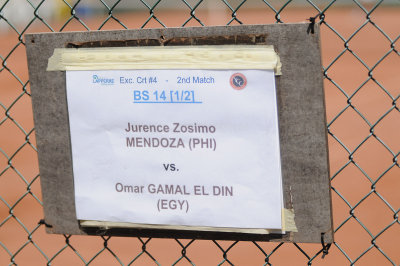 Exc. Crt #4 - 2nd Match
BS 14 [1/2]
Jurence Zosimo
MENDOZA (PHI)
vs.
Omar GAMAL EL DIN
(EGY)